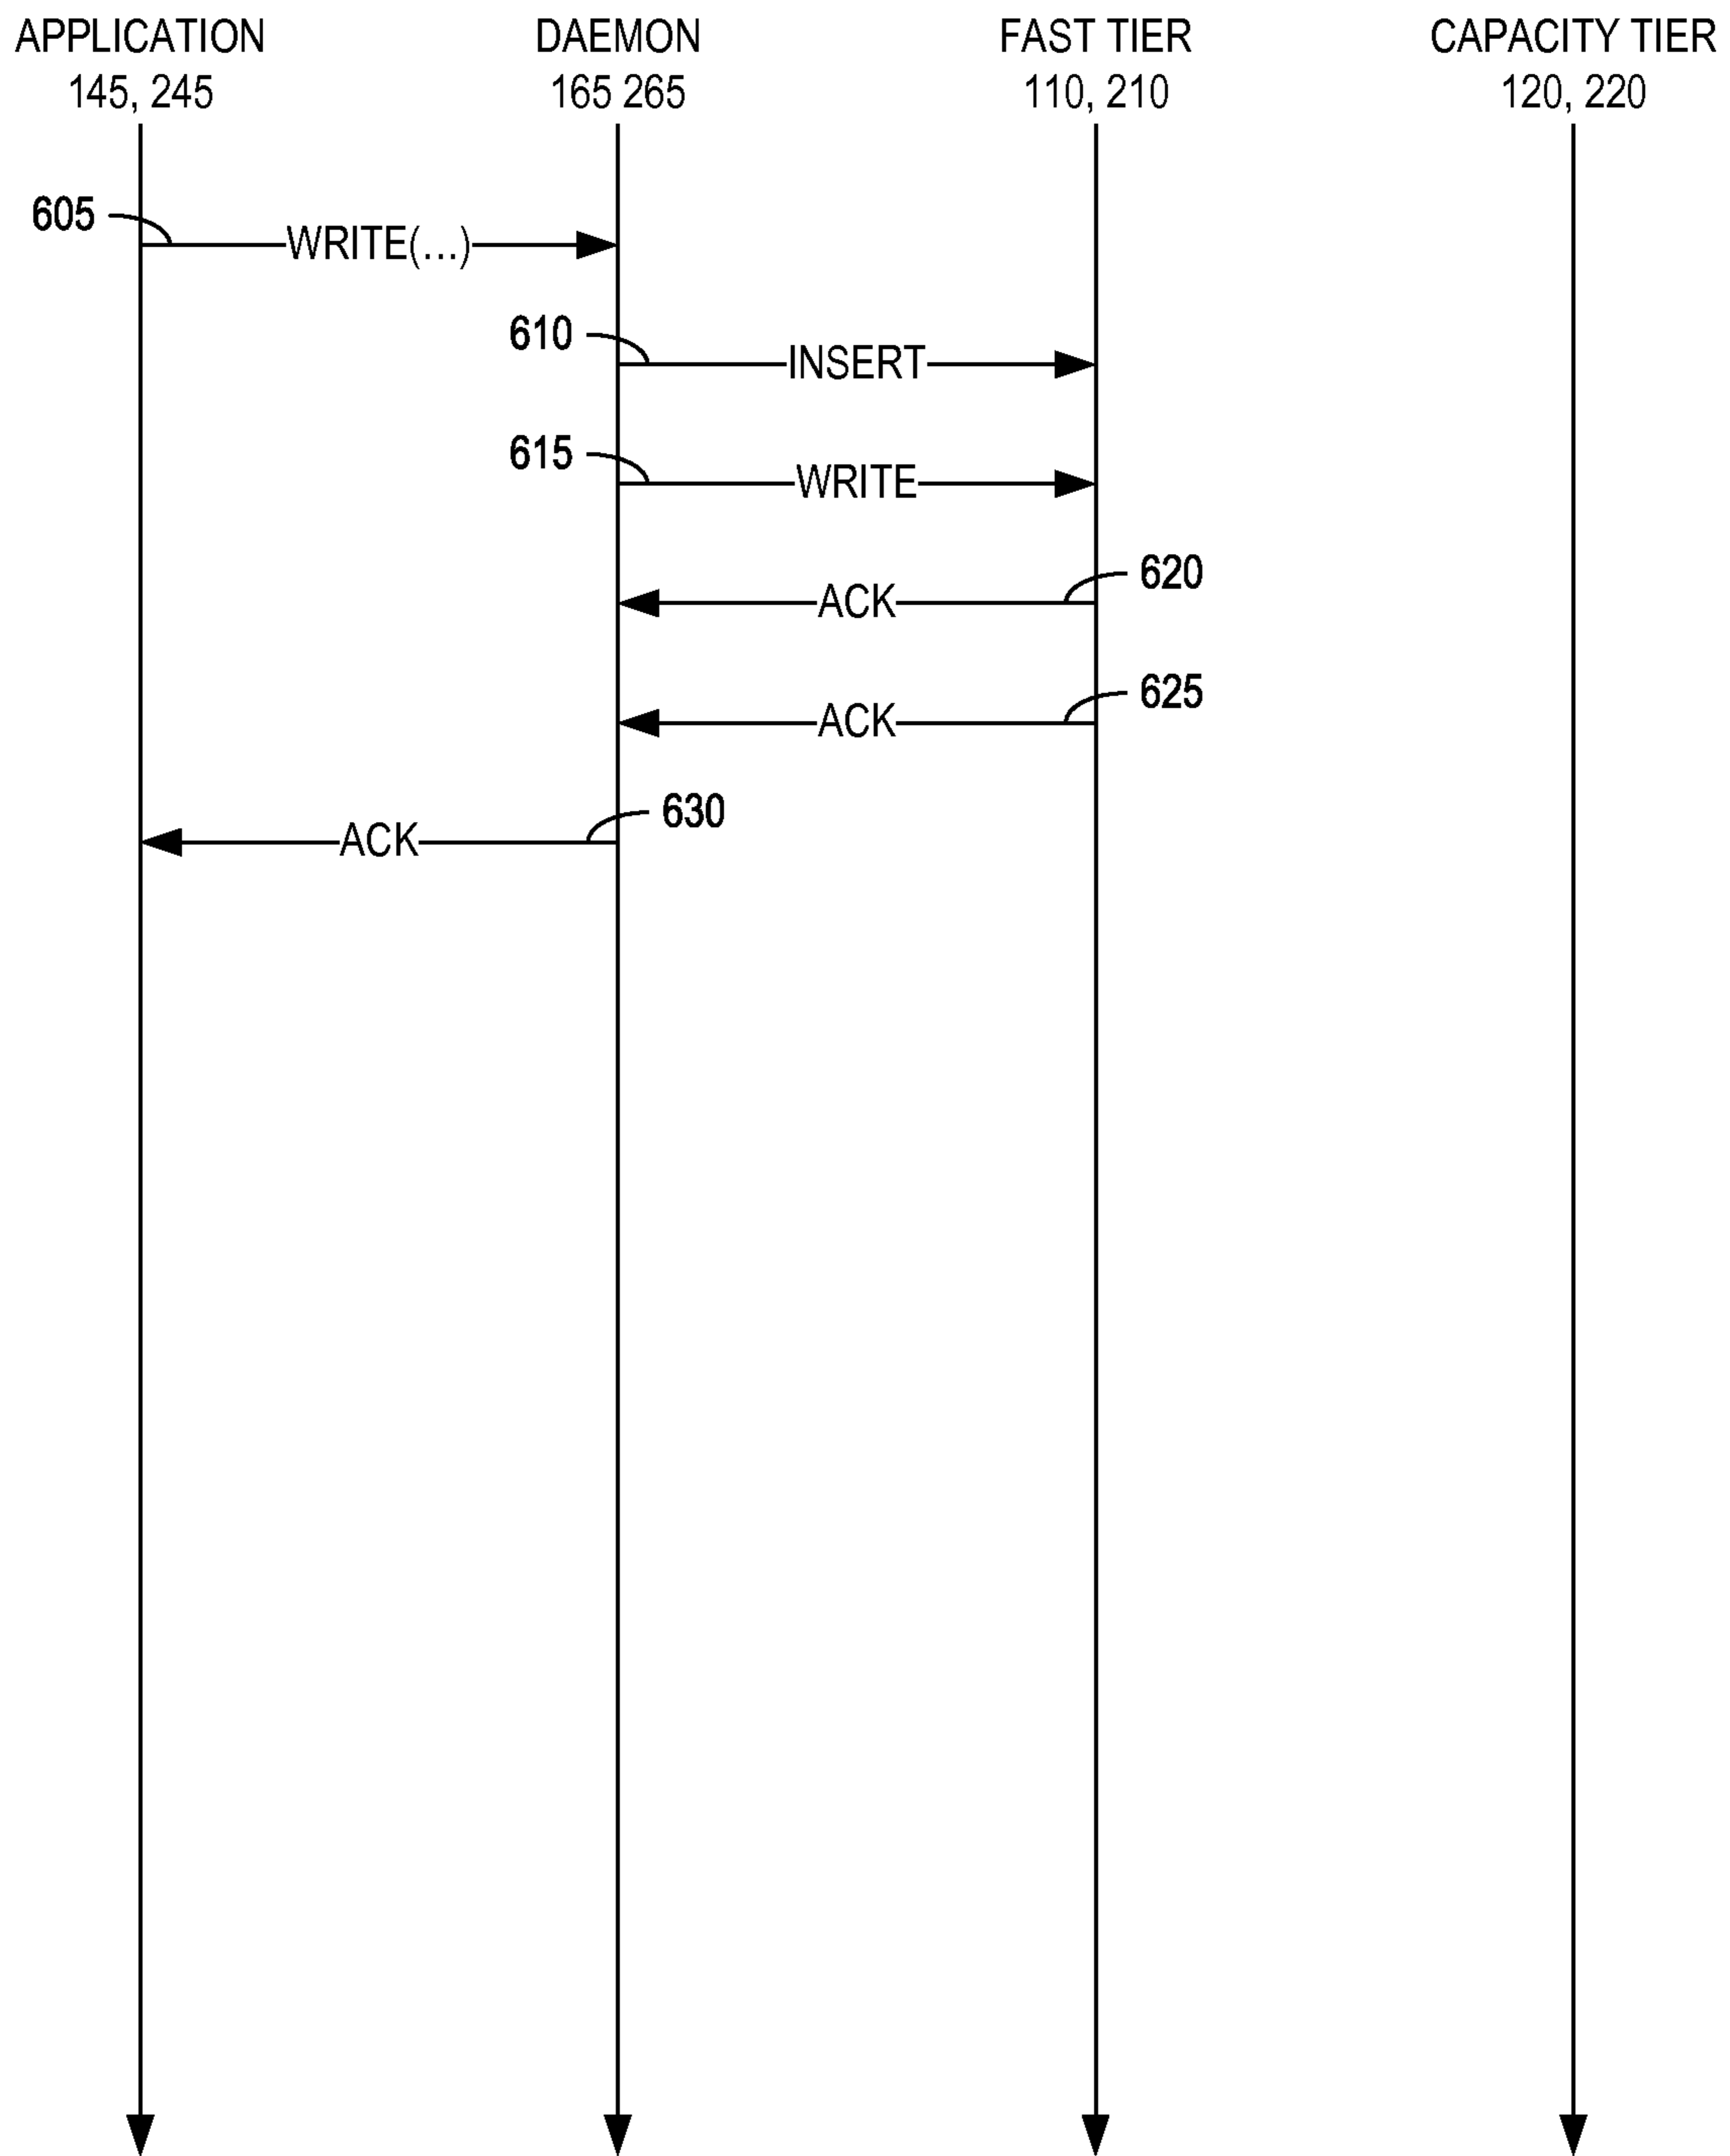 APPLICATION
145, 245
DAEMON
165 265
FAST TIER
110, 210
CAPACITY TIER
120, 220
605
WRITE(...)
610
INSERT
615
WRITE
620
ACK
625
ACK
630
ACK